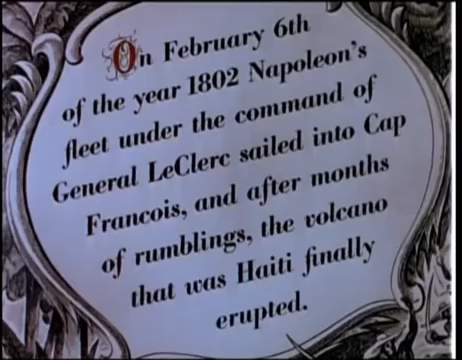 On February 6th
of the year 1802 Napoleon's
fleet under the command of
General LeClerc sailed into Cap
Francois, and after months
of rumblings, the volcano
that was Haiti finally
erupted.